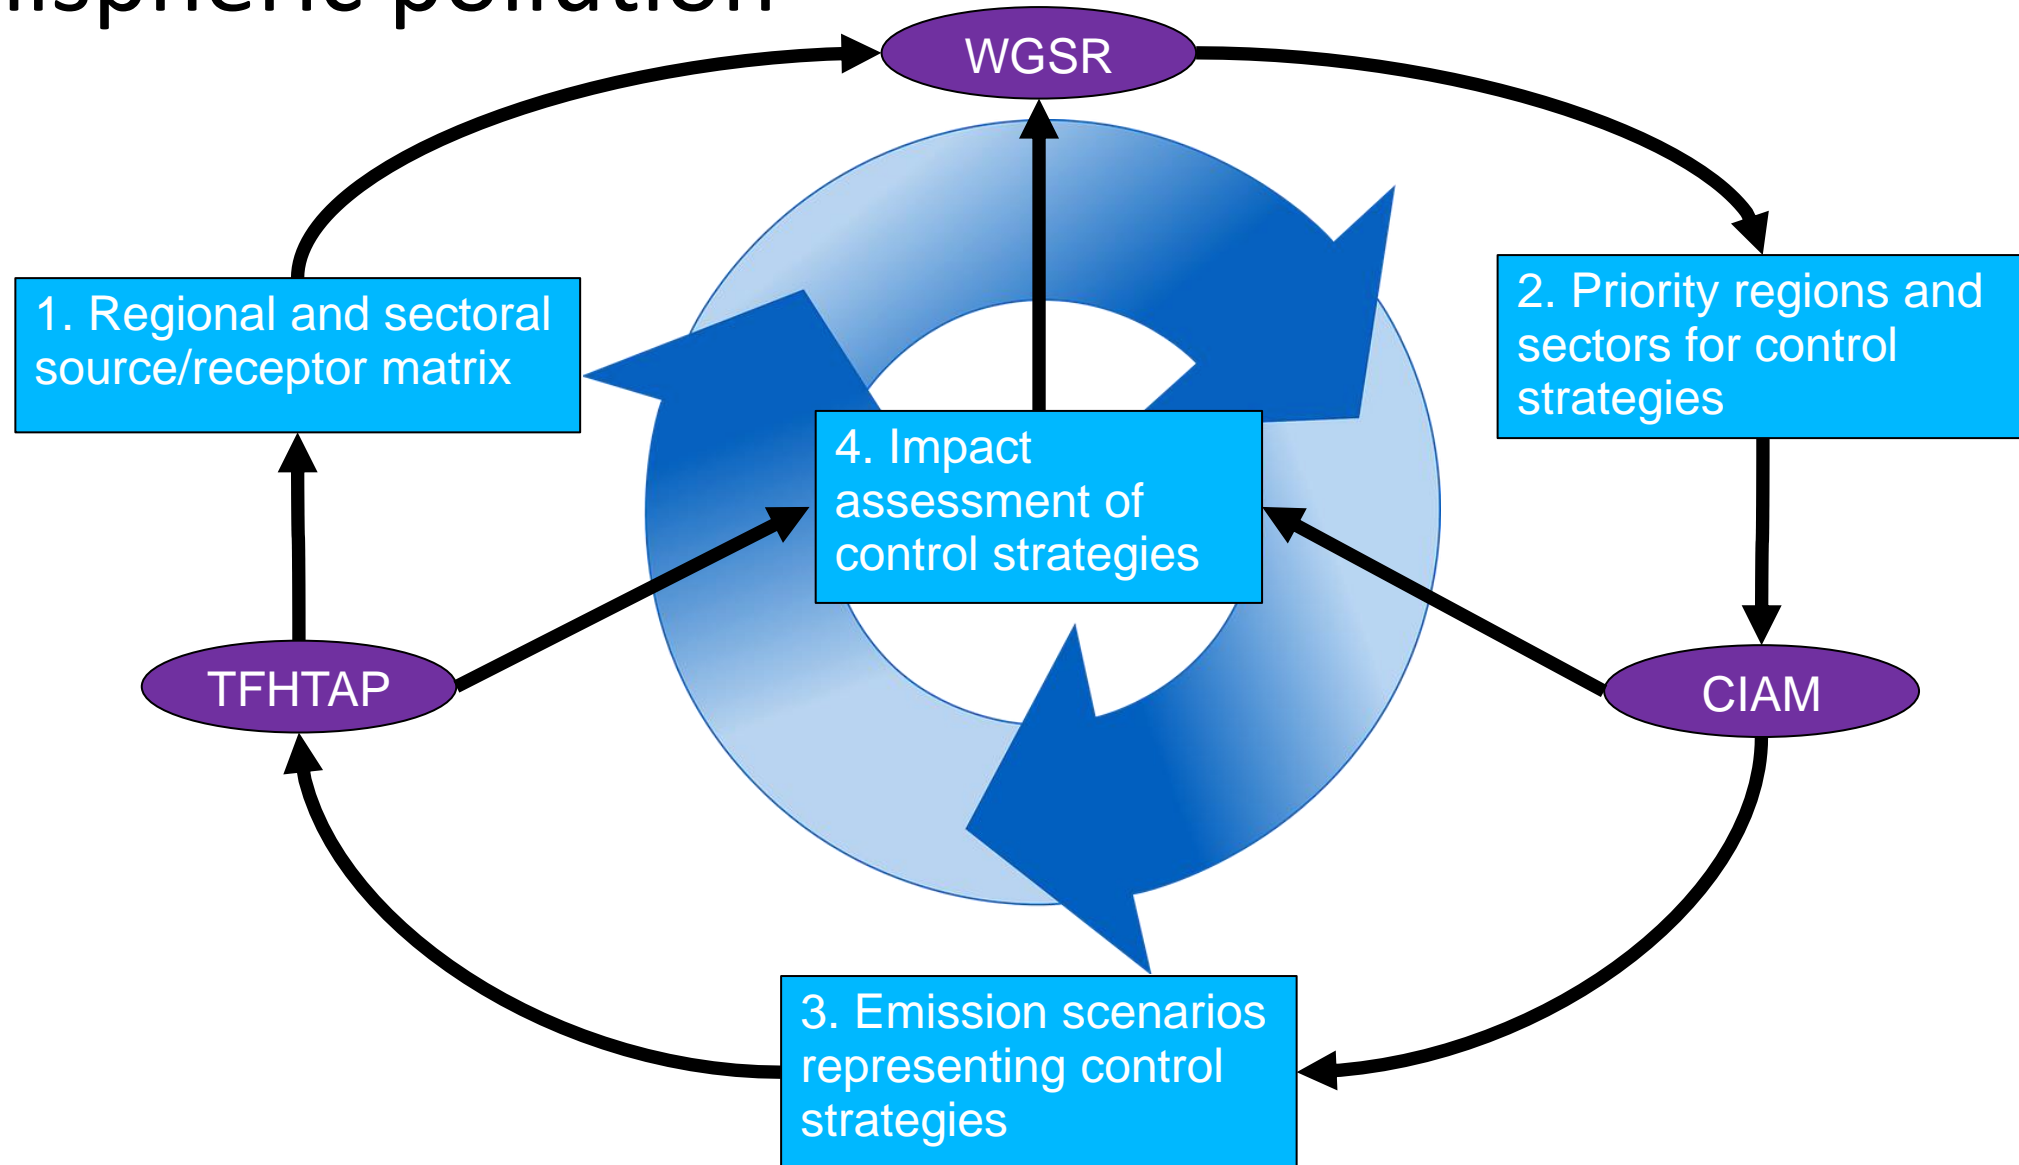 pollution
WGSR
1. Regional and sectoral
source/receptor matrix
2. Priority regions and
sectors for control
strategies
4. Impact
assessment of
control strategies
TFHTAP
CIAM
3. Emission scenarios
representing control
strategies